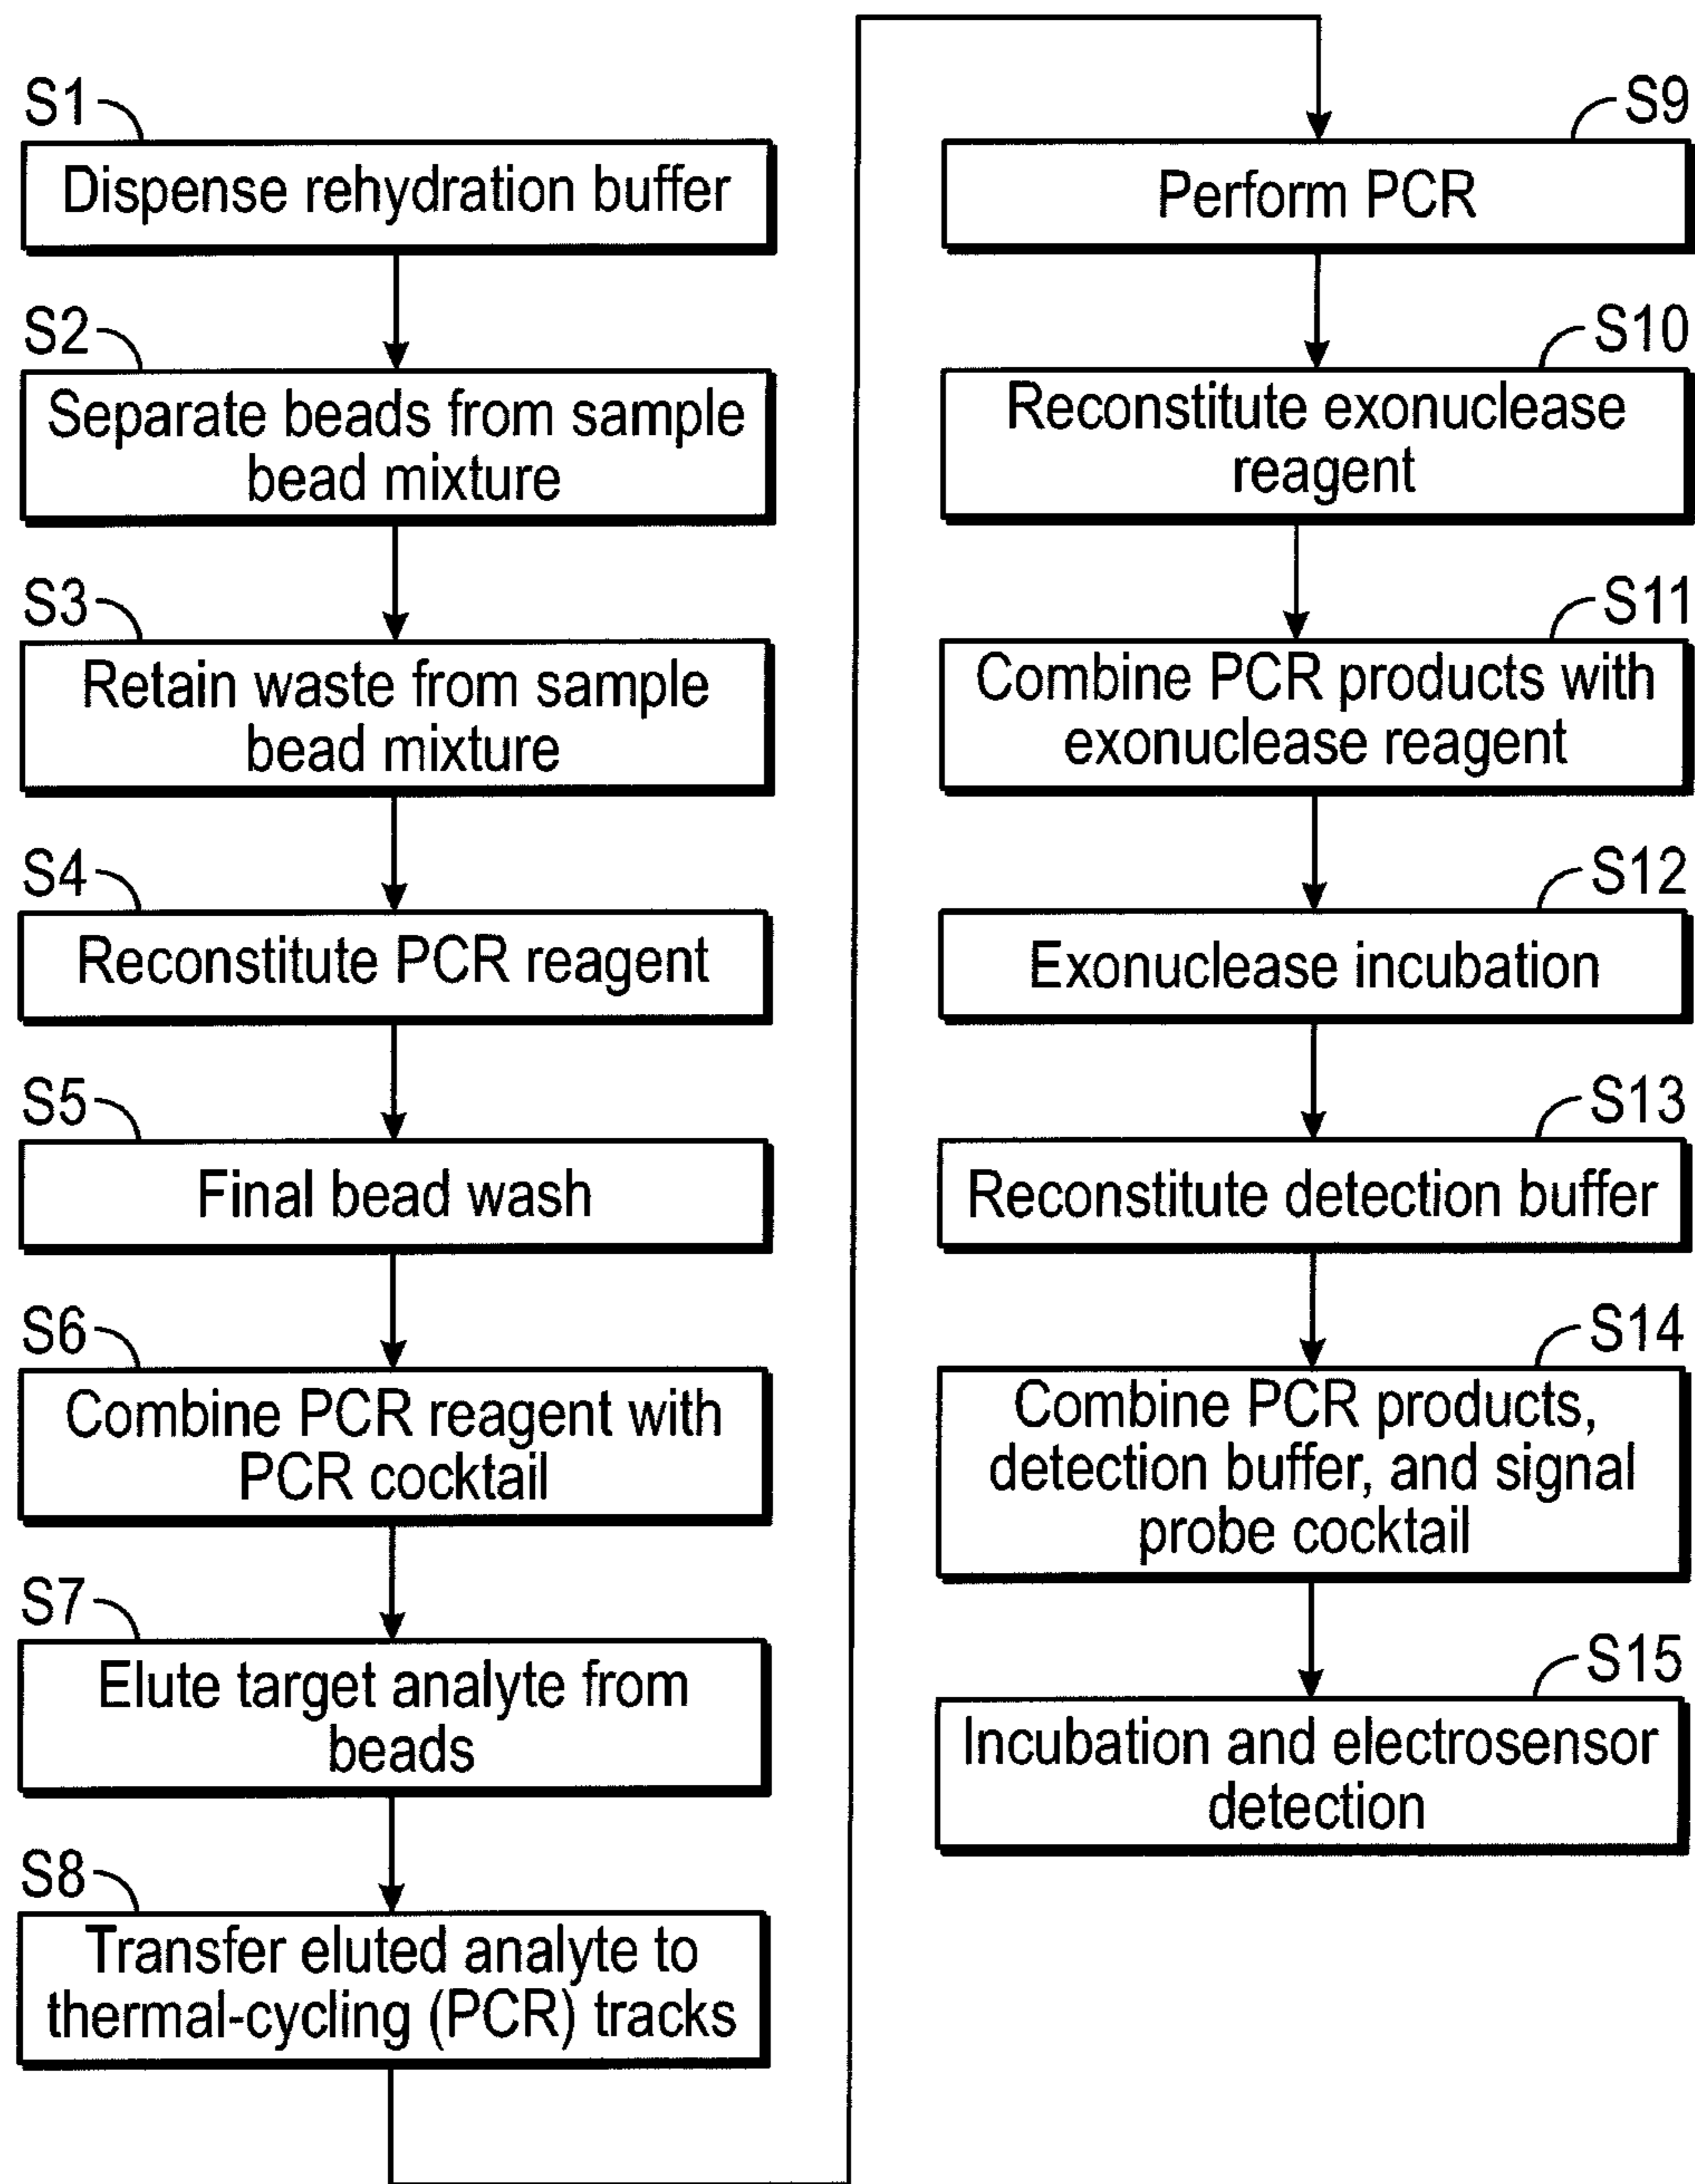 S1
Dispense rehydration buffer
S2
Separate beads from sample
bead mixture
S3
Retain waste from sample
bead mixture
S4
Reconstitute PCR reagent
S5
Final bead wash
S6
Combine PCR reagent with
PCR cocktail
S7
Elute target analyte from
beads
S8
Transfer eluted analyte to
thermal-cycling (PCR) tracks
S9
Perform PCR
S10
Reconstitute exonuclease
reagent
S11
Combine PCR products with
exonuclease reagent
S12
Exonuclease incubation
S13
Reconstitute detection buffer
S14
Combine PCR products,
detection buffer, and signal
probe cocktail
S15
Incubation and electrosensor
detection